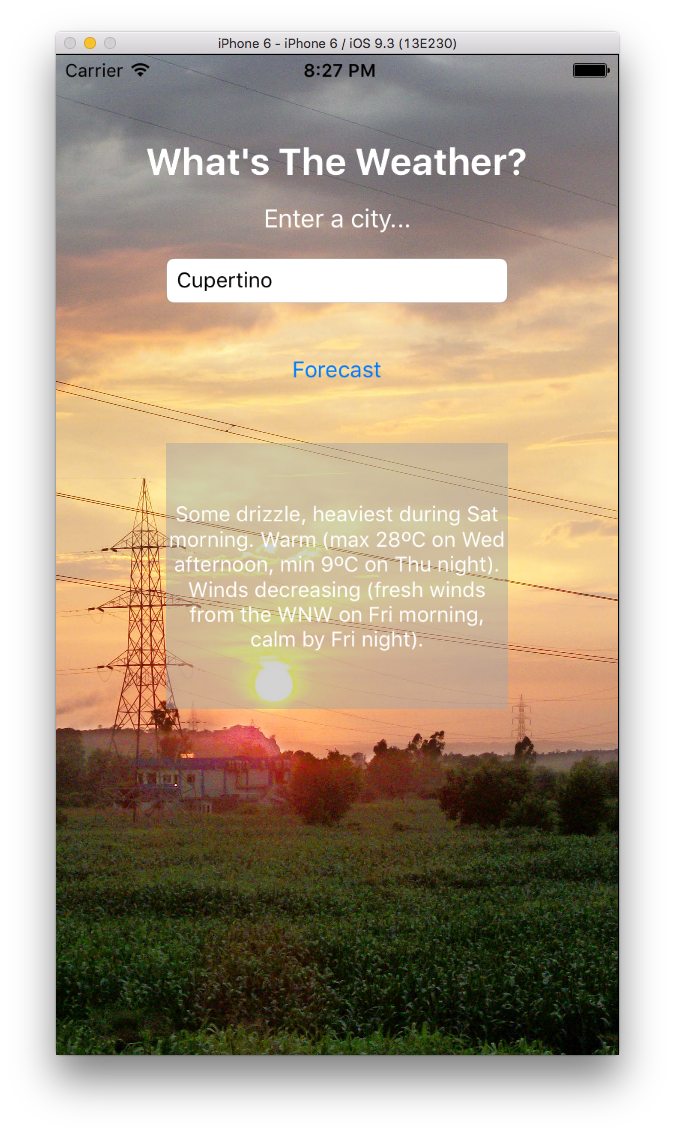 iPhone 6 - iPhone 6 / iOS 9.3 (13E230)
Carrier 8:27 PM
What's The Weather?
Enter a city...
Cupertino
Forecast
Some drizzle, heaviest during Sat
morning. Warm (max 28ºC on Wed
afternoon, min 9ºC on Thu night).
Winds decreasing (fresh winds
from the WNW on Fri morning,
calm by Fri night).